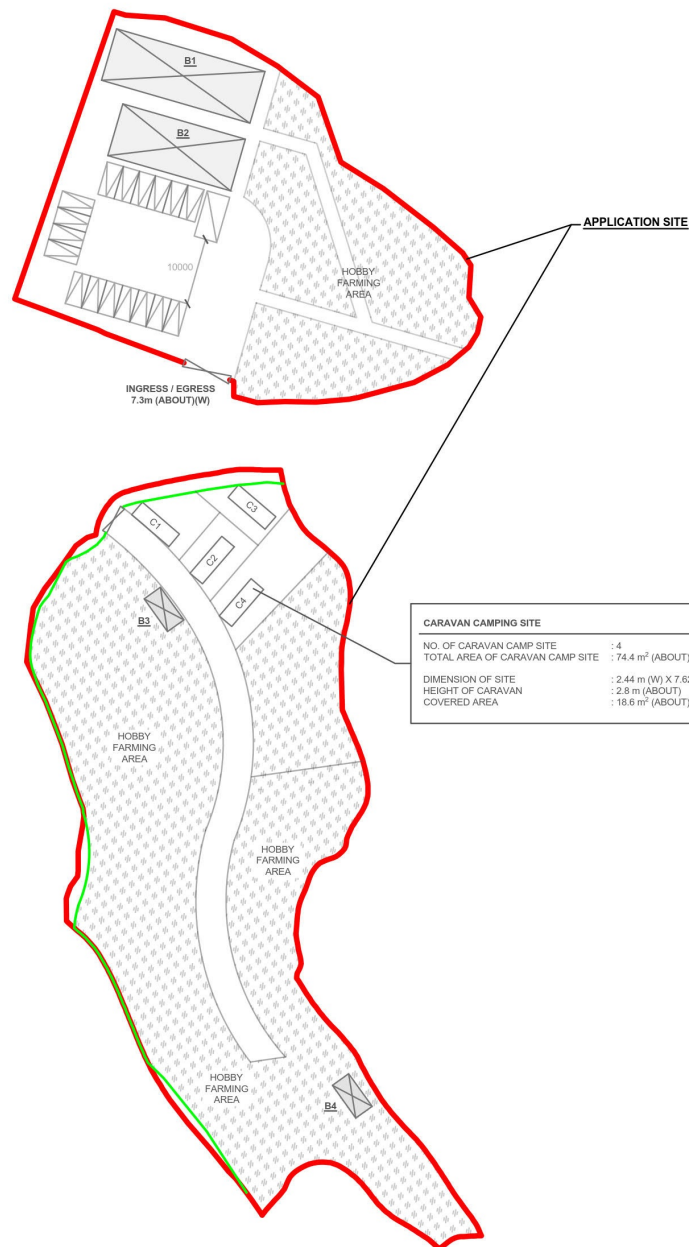 B1
B2
APPLICATION SITE
10000
HOBBY
FARMING
AREA
INGRESS / EGRESS
7.3m (ABOUT)(W)
C1
C2
C3
C4
B3
CARAVAN CAMPING SITE
NO. OF CARAVAN CAMP SITE : 4
TOTAL AREA OF CARAVAN CAMP SITE : 74.4 m² (ABOUT)
DIMENSION OF SITE : 2.44 m (W) X 7.62
HEIGHT OF CARAVAN : 2.8 m (ABOUT)
COVERED AREA : 18.6 m² (ABOUT)
HOBBY
FARMING
AREA
HOBBY
FARMING
AREA
HOBBY
FARMING
AREA
B4